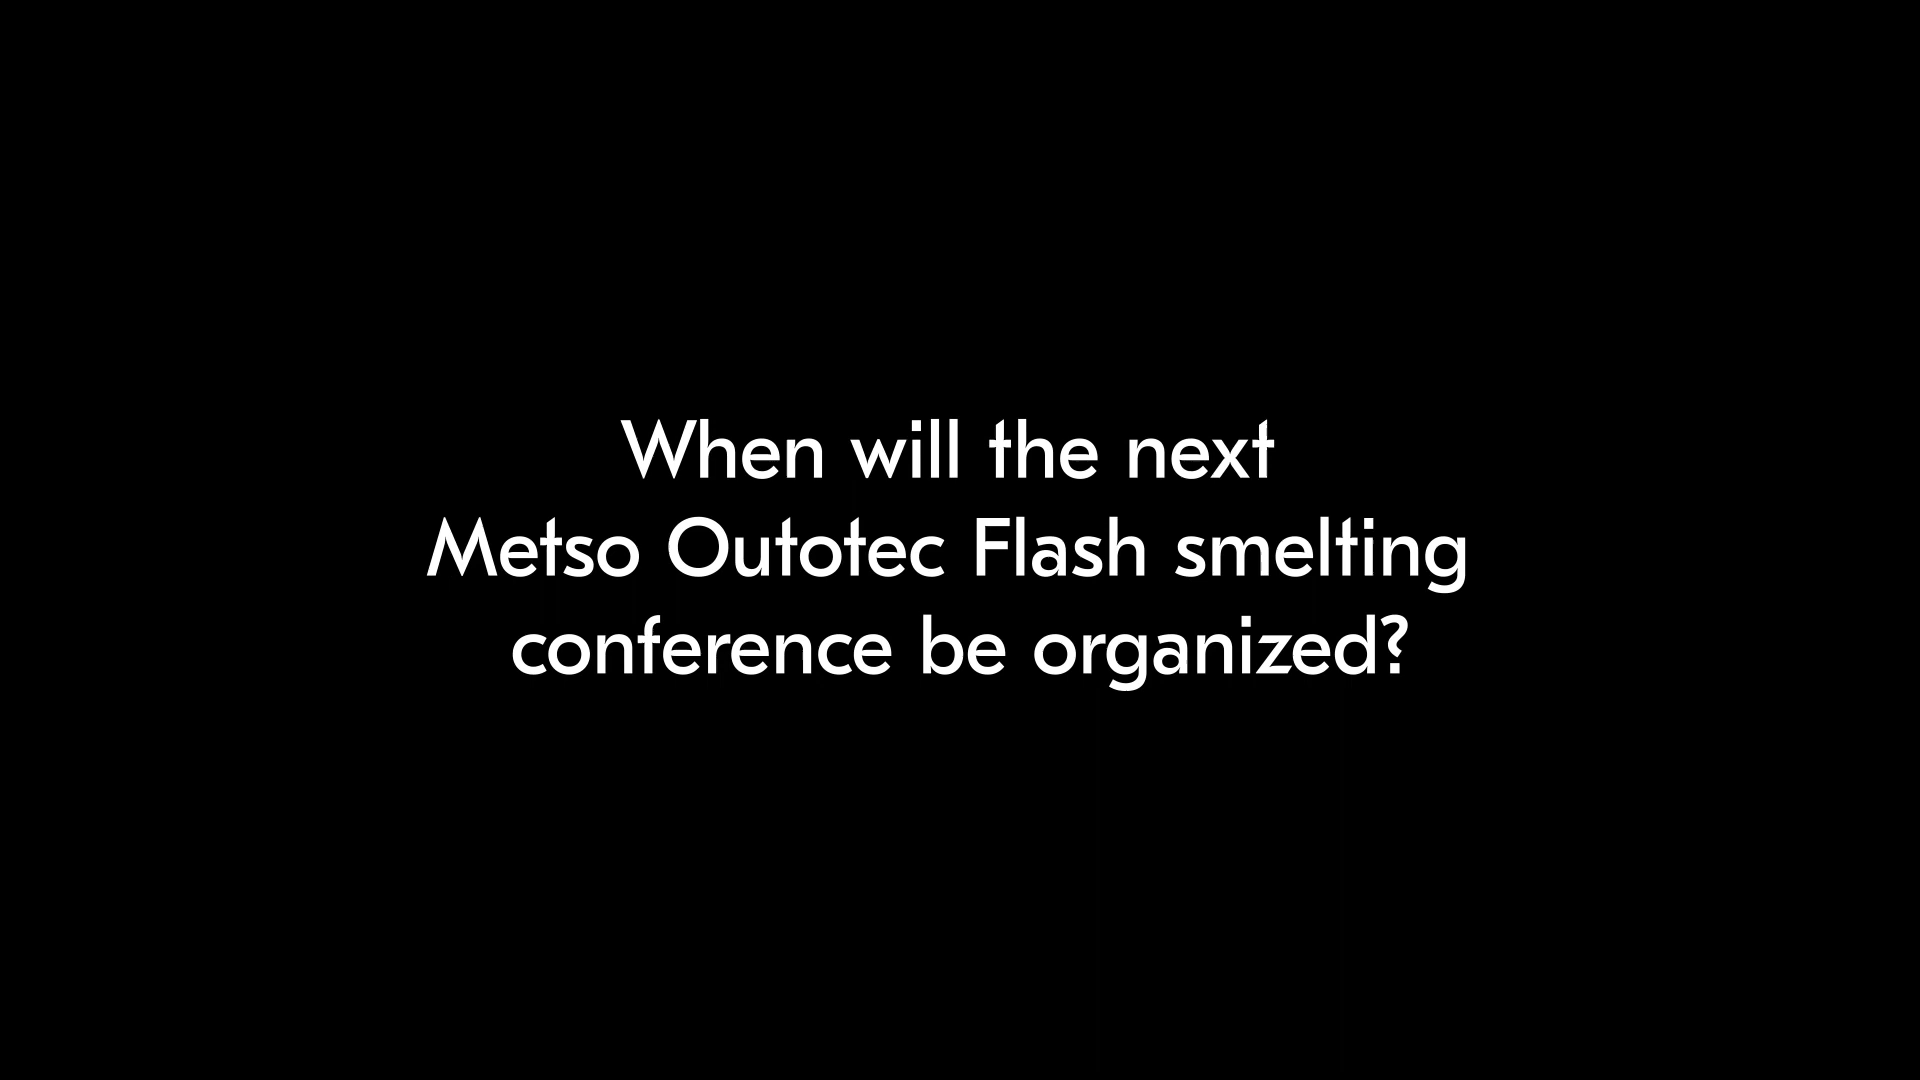 When will the next
Metso Outotec Flash smelting
conference be organized?